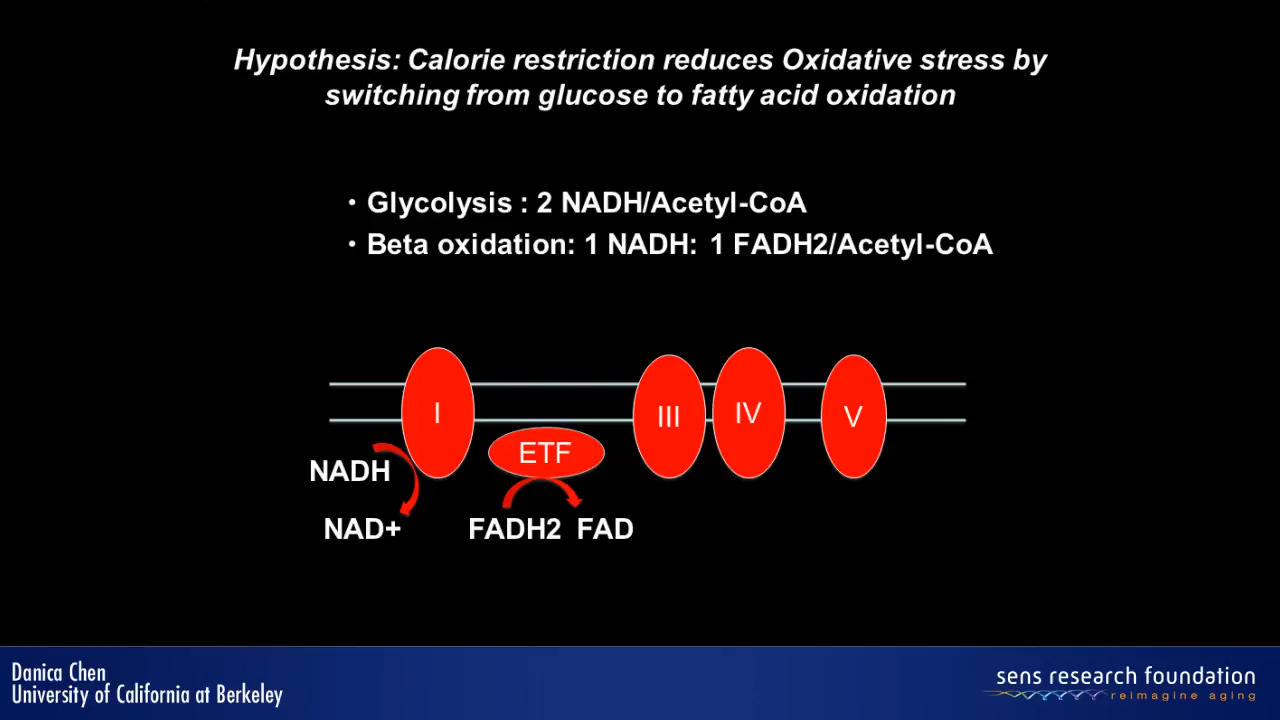 Hypothesis: Calorie restriction reduces Oxidative stress by
switching from glucose to fatty acid oxidation
• Glycolysis : 2 NADH/Acetyl-CoA
• Beta oxidation: 1 NADH: 1 FADH2/Acetyl-CoA
I
III
IV
V
ETF
NADH
NAD+
FADH2 FAD
Danica Chen
University of California at Berkeley
sens research foundation
reimagine aging